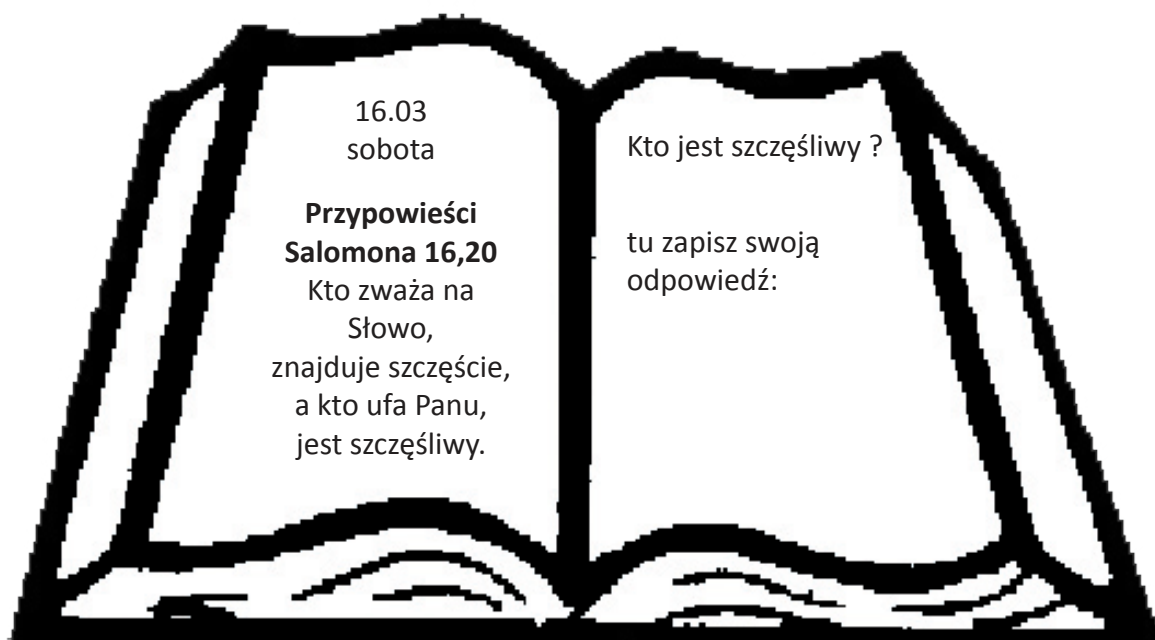 16.03
sobota
Przypowieści
Salomona 16,20
Kto zważa na
Słowo,
znajduje szczęście,
a kto ufa Panu,
jest szczęśliwy.
Kto jest szczęśliwy ?
tu zapisz swoją
odpowiedź: